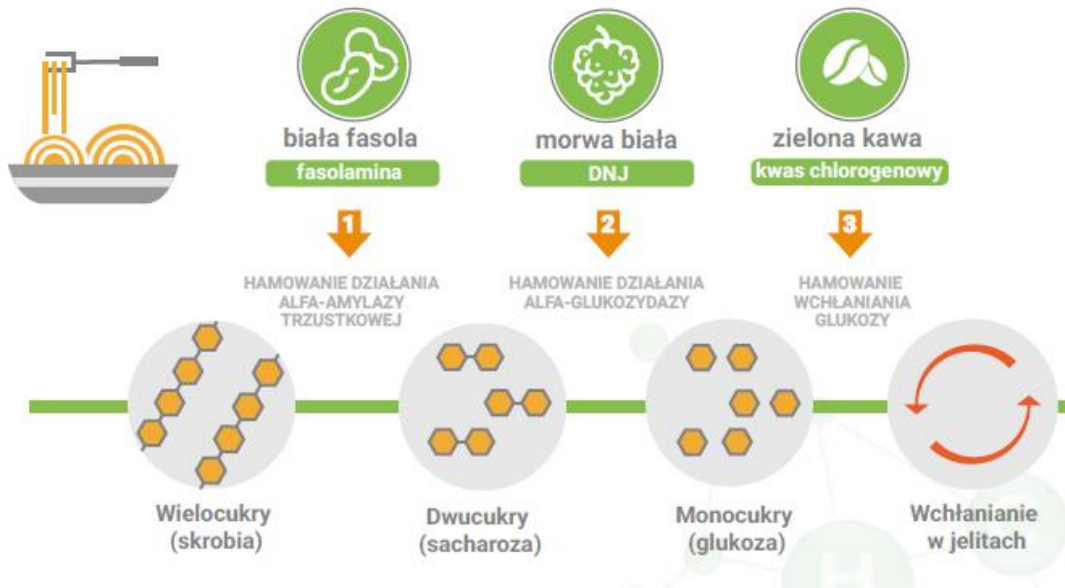 biała fasola
fasolamina
morwa biała
DNJ
zielona kawa
kwas chlorogenowy
1
2
3
HAMOWANIE DZIAŁANIA
ALFA-AMYLAZY
TRZUSTKOWEJ
HAMOWANIE DZIAŁANIA
ALFA-GLUKOZYDAZY
HAMOWANIE
WCHŁANIANIA
GLUKOZY
Wielocukry
(skrobia)
Dwucukry
(sacharoza)
Monocukry
(glukoza)
Wchłanianie
w jelitach
H
C